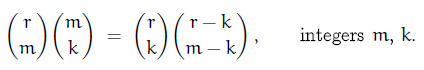 (r m)(m k) = (r k)(r − k m − k), integers m, k.